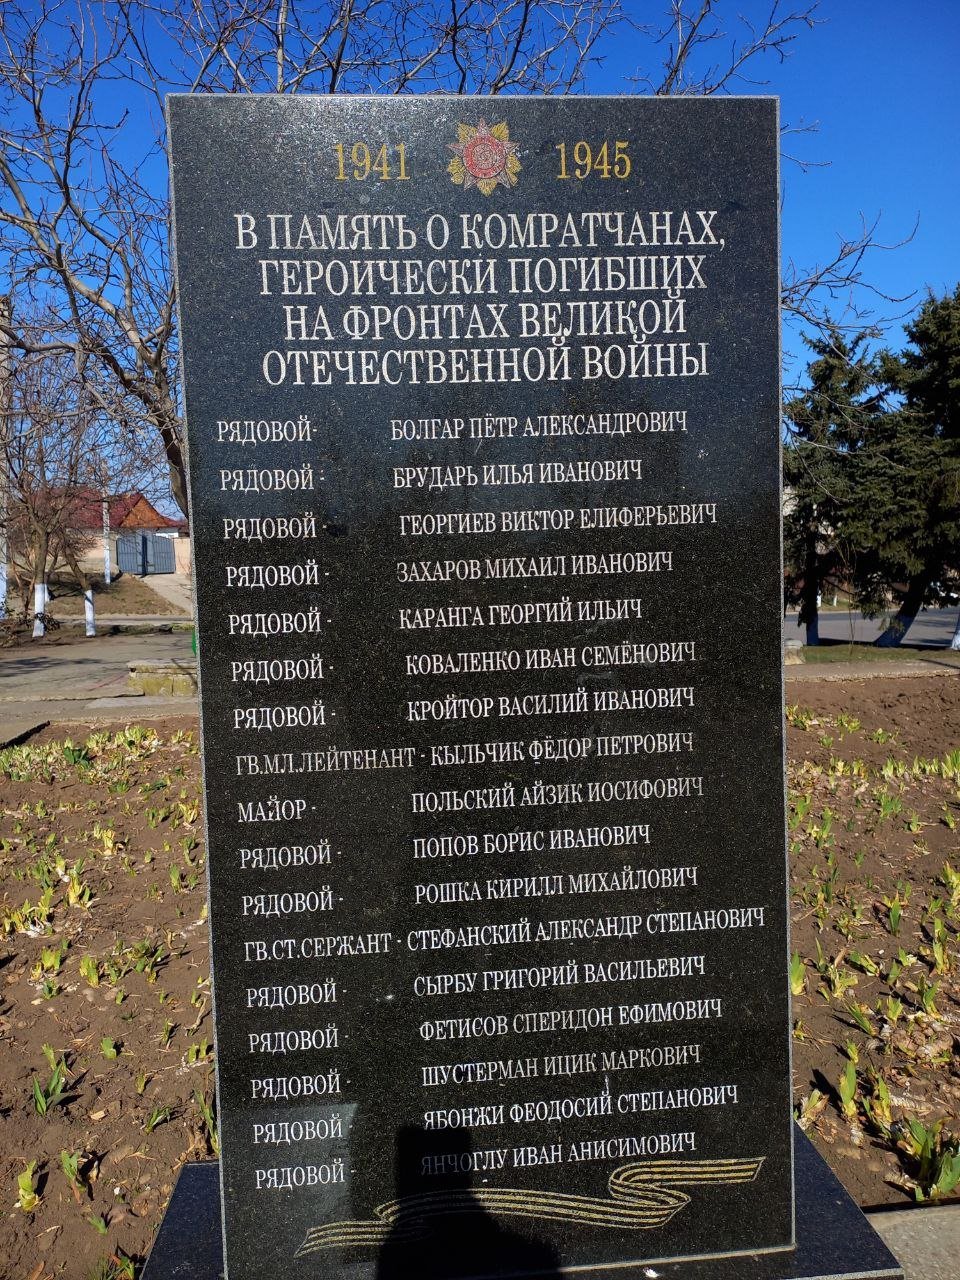 1941 1945
В ПАМЯТЬ О КОМРАТЧАНАХ,
ГЕРОИЧЕСКИ ПОГИБШИХ
НА ФРОНТАХ ВЕЛИКОЙ
ОТЕЧЕСТВЕННОЙ ВОЙНЫ
РЯДОВОЙ- БОЛГАР ПЁТР АЛЕКСАНДРОВИЧ
РЯДОВОЙ - БРУДАРЬ ИЛЬЯ ИВАНОВИЧ
РЯДОВОЙ - ГЕОРГИЕВ ВИКТОР ЕЛИФЕРЬЕВИЧ
РЯДОВОЙ - ЗАХАРОВ МИХАИЛ ИВАНОВИЧ
РЯДОВОЙ - КАРАНГА ГЕОРГИЙ ИЛЬИЧ
РЯДОВОЙ - КОВАЛЕНКО ИВАН СЕМЁНОВИЧ
РЯДОВОЙ - КРОЙТОР ВАСИЛИЙ ИВАНОВИЧ
ГВ.МЛ.ЛЕЙТЕНАНТ - КЫЛЬЧИК ФЁДОР ПЕТРОВИЧ
МАЙОР - ПОЛЬСКИЙ АЙЗИК ИОСИФОВИЧ
РЯДОВОЙ - ПОПОВ БОРИС ИВАНОВИЧ
РЯДОВОЙ - РОШКА КИРИЛЛ МИХАЙЛОВИЧ
ГВ.СТ.СЕРЖАНТ - СТЕФАНСКИЙ АЛЕКСАНДР СТЕПАНОВИЧ
РЯДОВОЙ - СЫРБУ ГРИГОРИЙ ВАСИЛЬЕВИЧ
РЯДОВОЙ - ФЕТИСОВ СПЕРИДОН ЕФИМОВИЧ
РЯДОВОЙ - ШУСТЕРМАН ИЦИК МАРКОВИЧ
РЯДОВОЙ - ЯБОНЖИ ФЕОДОСИЙ СТЕПАНОВИЧ
РЯДОВОЙ - ЯНЧОГЛУ ИВАН АНИСИМОВИЧ